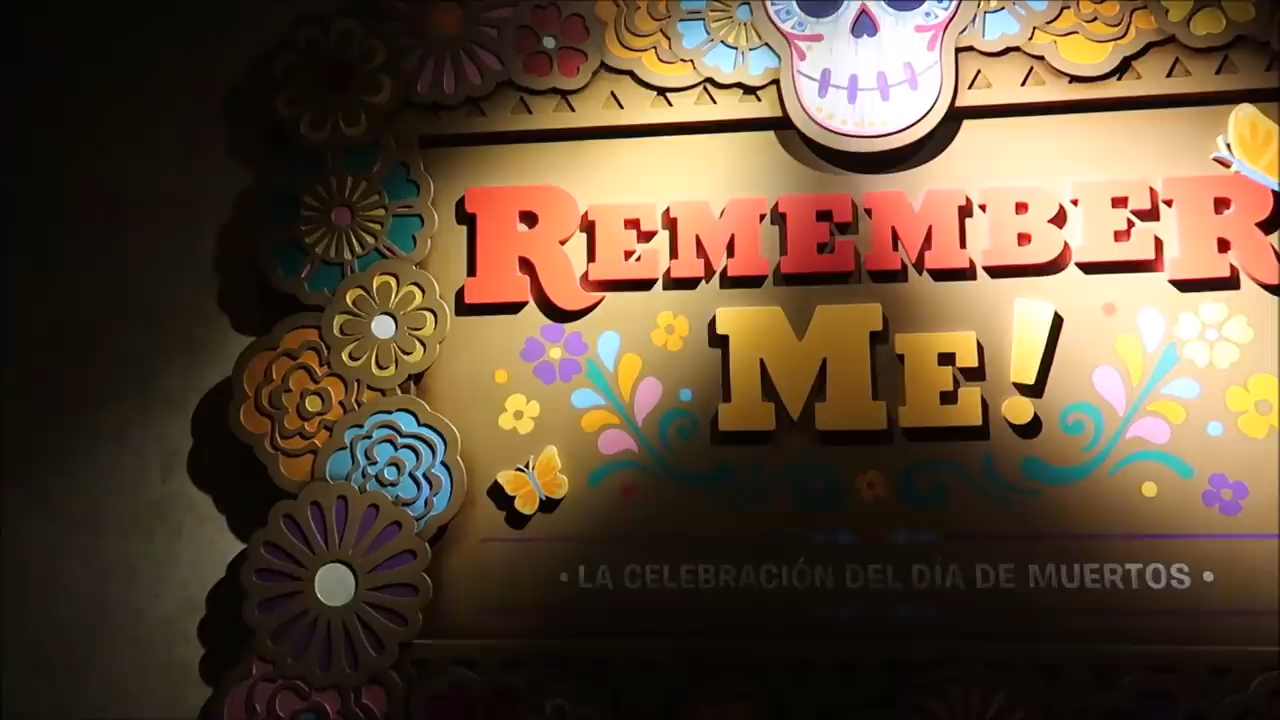 REMEMBER
ME!
• LA CELEBRACIÓN DEL DÍA DE MUERTOS •